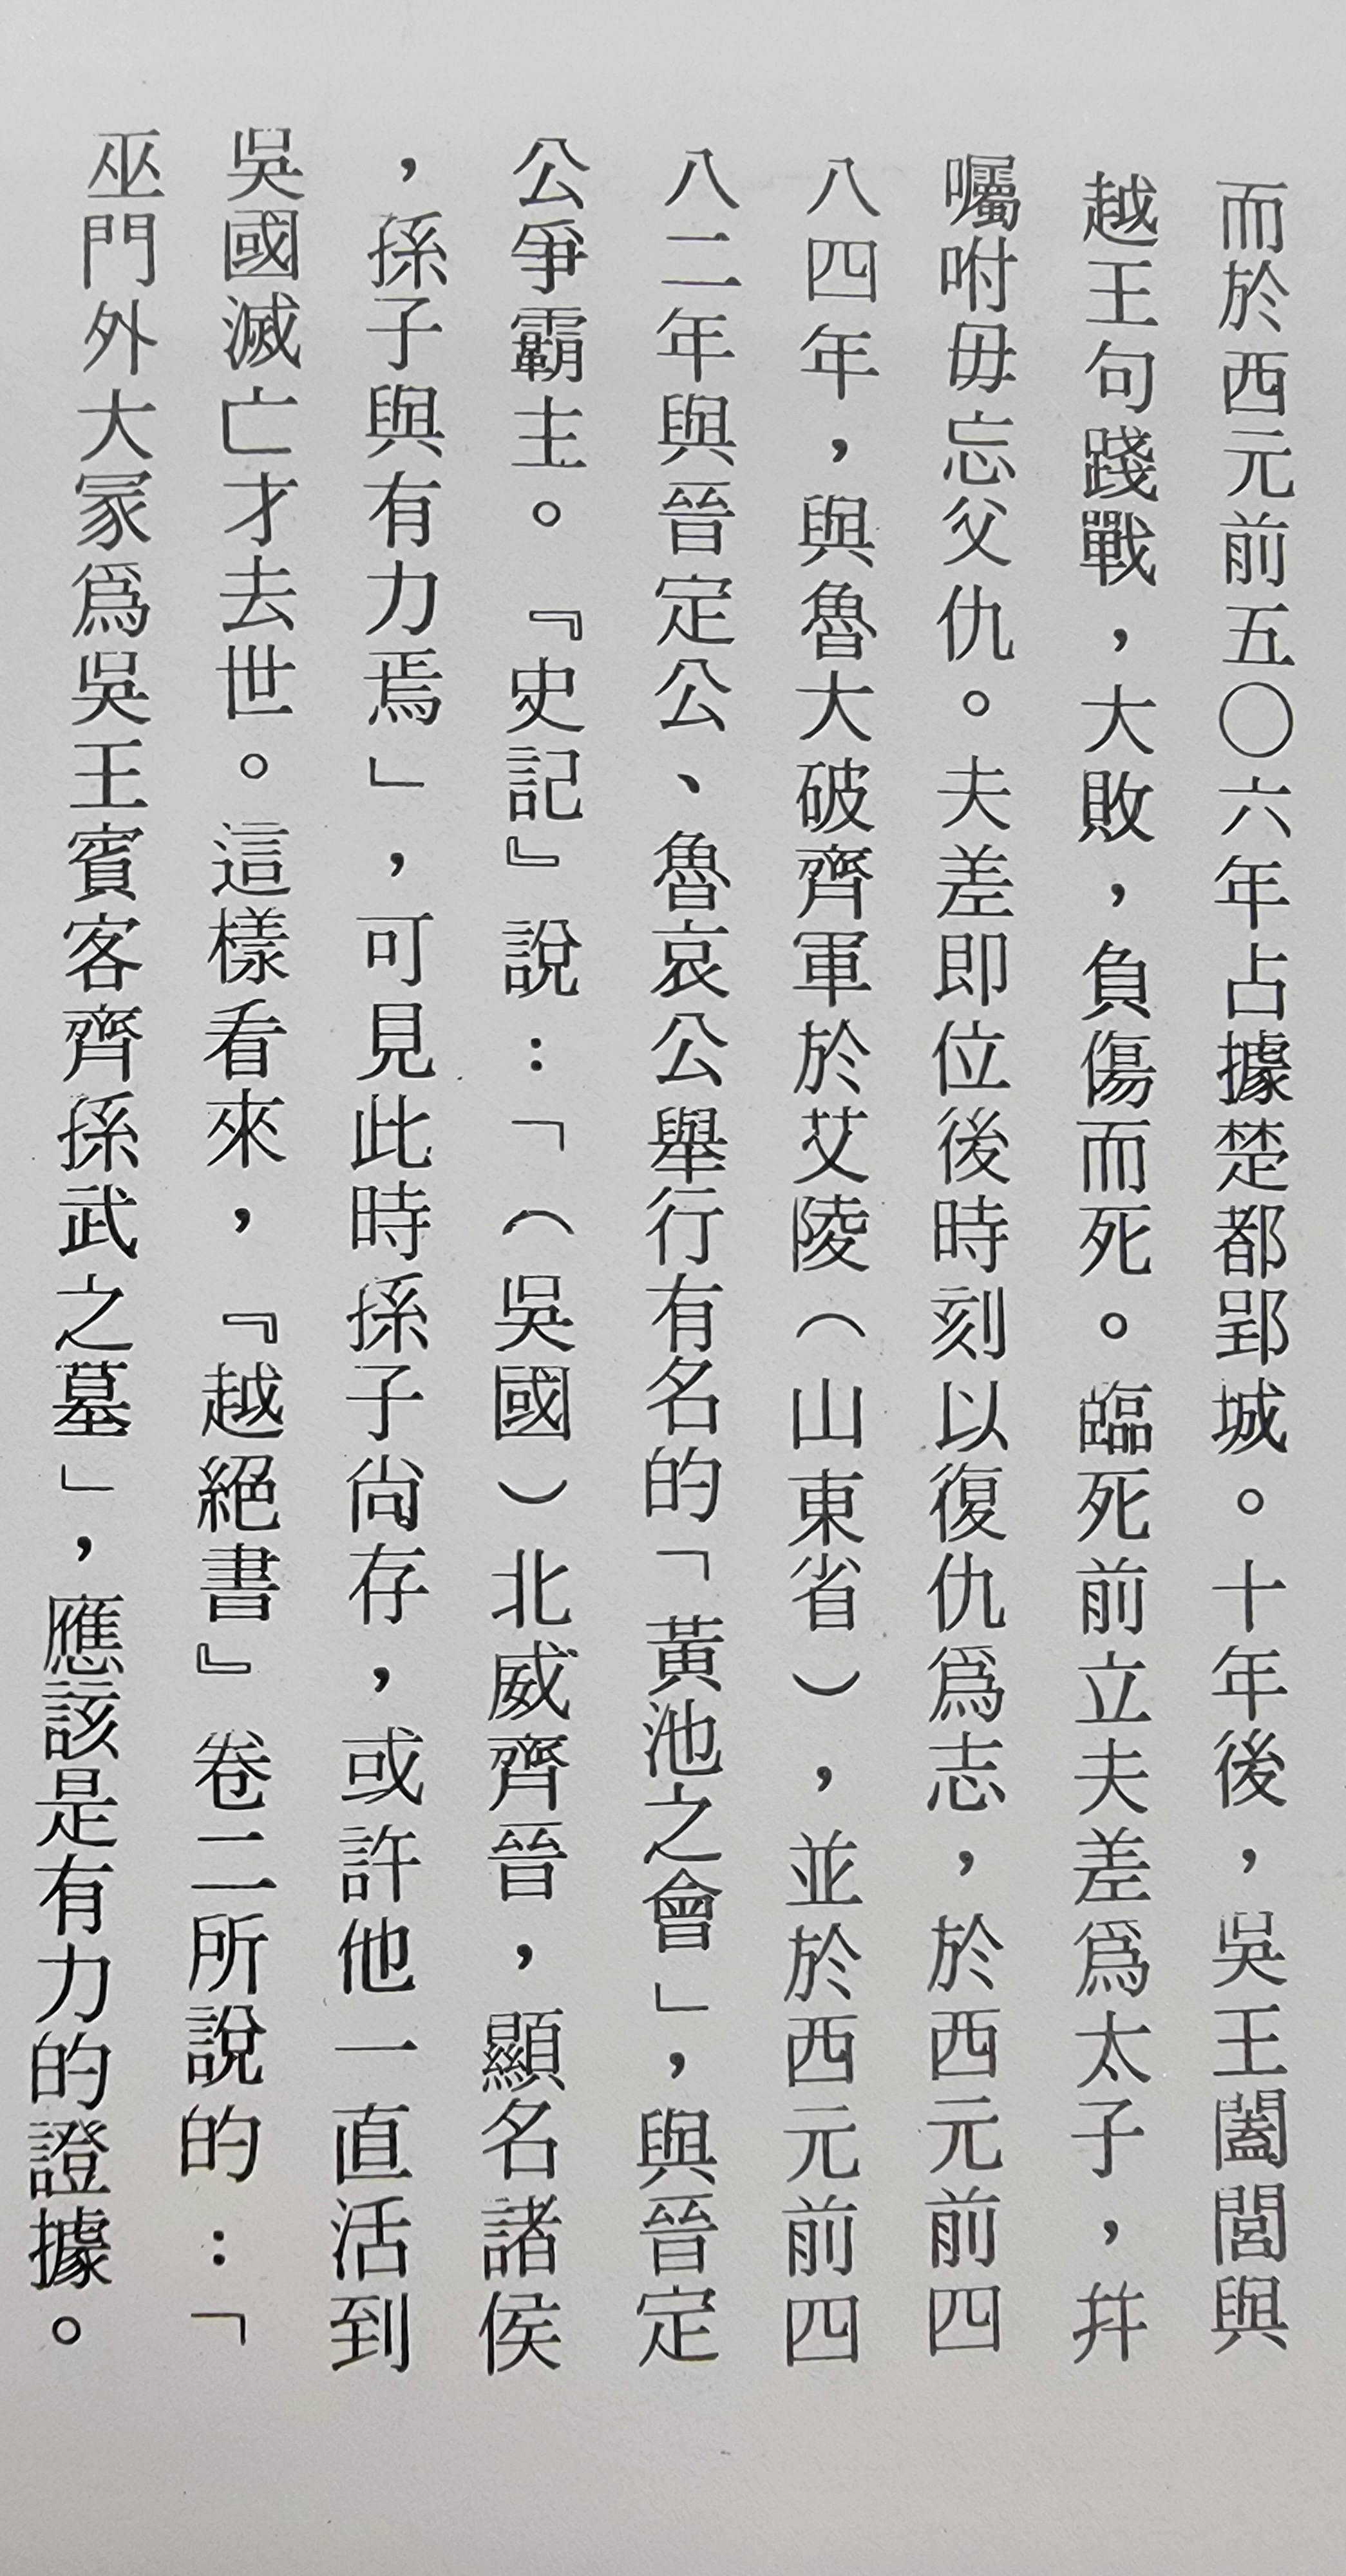 而於西元前五〇六年占據楚都郢城。十年後，吳王闔閭與
越王句踐戰，大敗，負傷而死。臨死前立夫差爲太子，幷
囑咐毋忘父仇。夫差即位後時刻以復仇爲志，於西元前四
八四年，與魯大破齊軍於艾陵（山東省），並於西元前四
八二年與晉定公、魯哀公舉行有名的「黃池之會」，與晉定
公爭霸主。『史記』說：「（吳國）北威齊晉，顯名諸侯
，孫子與有力焉」，可見此時孫子尙存，或許他一直活到
吳國滅亡才去世。這樣看來，『越絕書』卷二所說的：「
巫門外大冢爲吳王賓客齊孫武之墓」，應該是有力的證據。